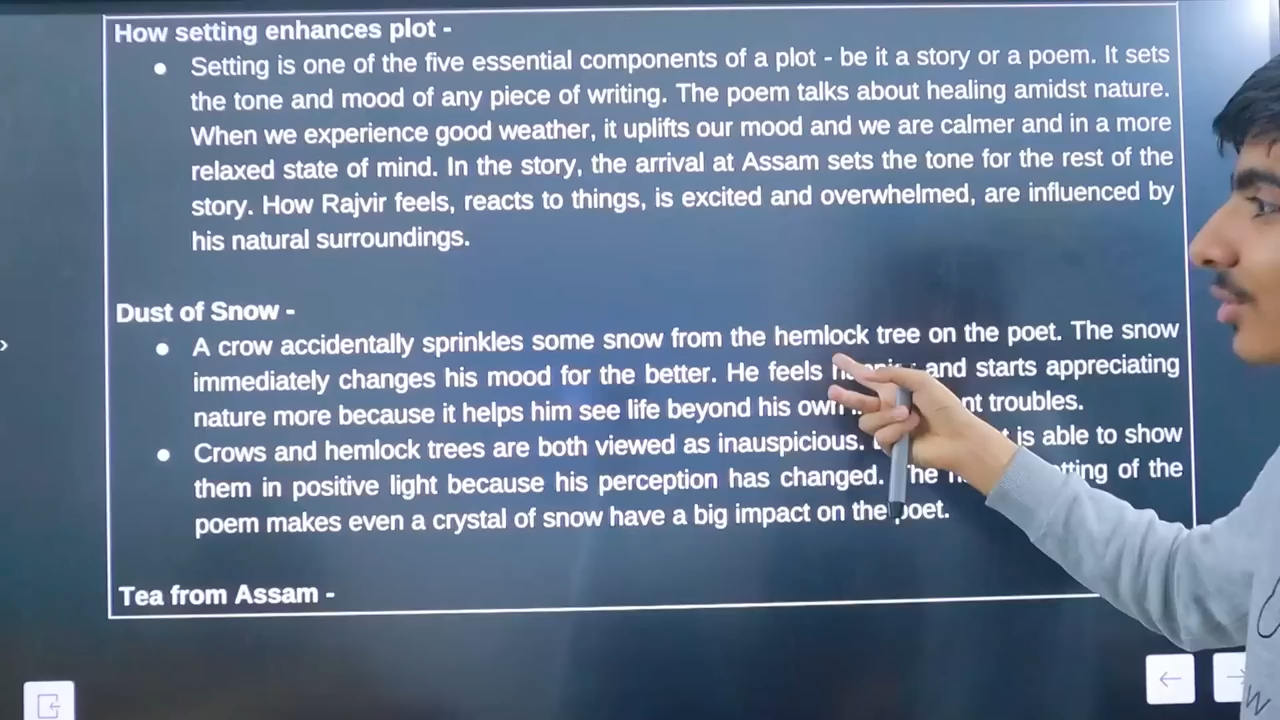 How setting enhances plot -
● Setting is one of the five essential components of a plot - be it a story or a poem. It sets
the tone and mood of any piece of writing. The poem talks about healing amidst nature.
When we experience good weather, it uplifts our mood and we are calmer and in a more
relaxed state of mind. In the story, the arrival at Assam sets the tone for the rest of the
story. How Rajvir feels, reacts to things, is excited and overwhelmed, are influenced by
his natural surroundings.
Dust of Snow -
● A crow accidentally sprinkles some snow from the hemlock tree on the poet. The snow
immediately changes his mood for the better. He feels and starts appreciating
nature more because it helps him see life beyond his own troubles.
● Crows and hemlock trees are both viewed as inauspicious. is able to show
them in positive light because his perception has changed. The of the
poem makes even a crystal of snow have a big impact on the poet.
Tea from Assam -
W